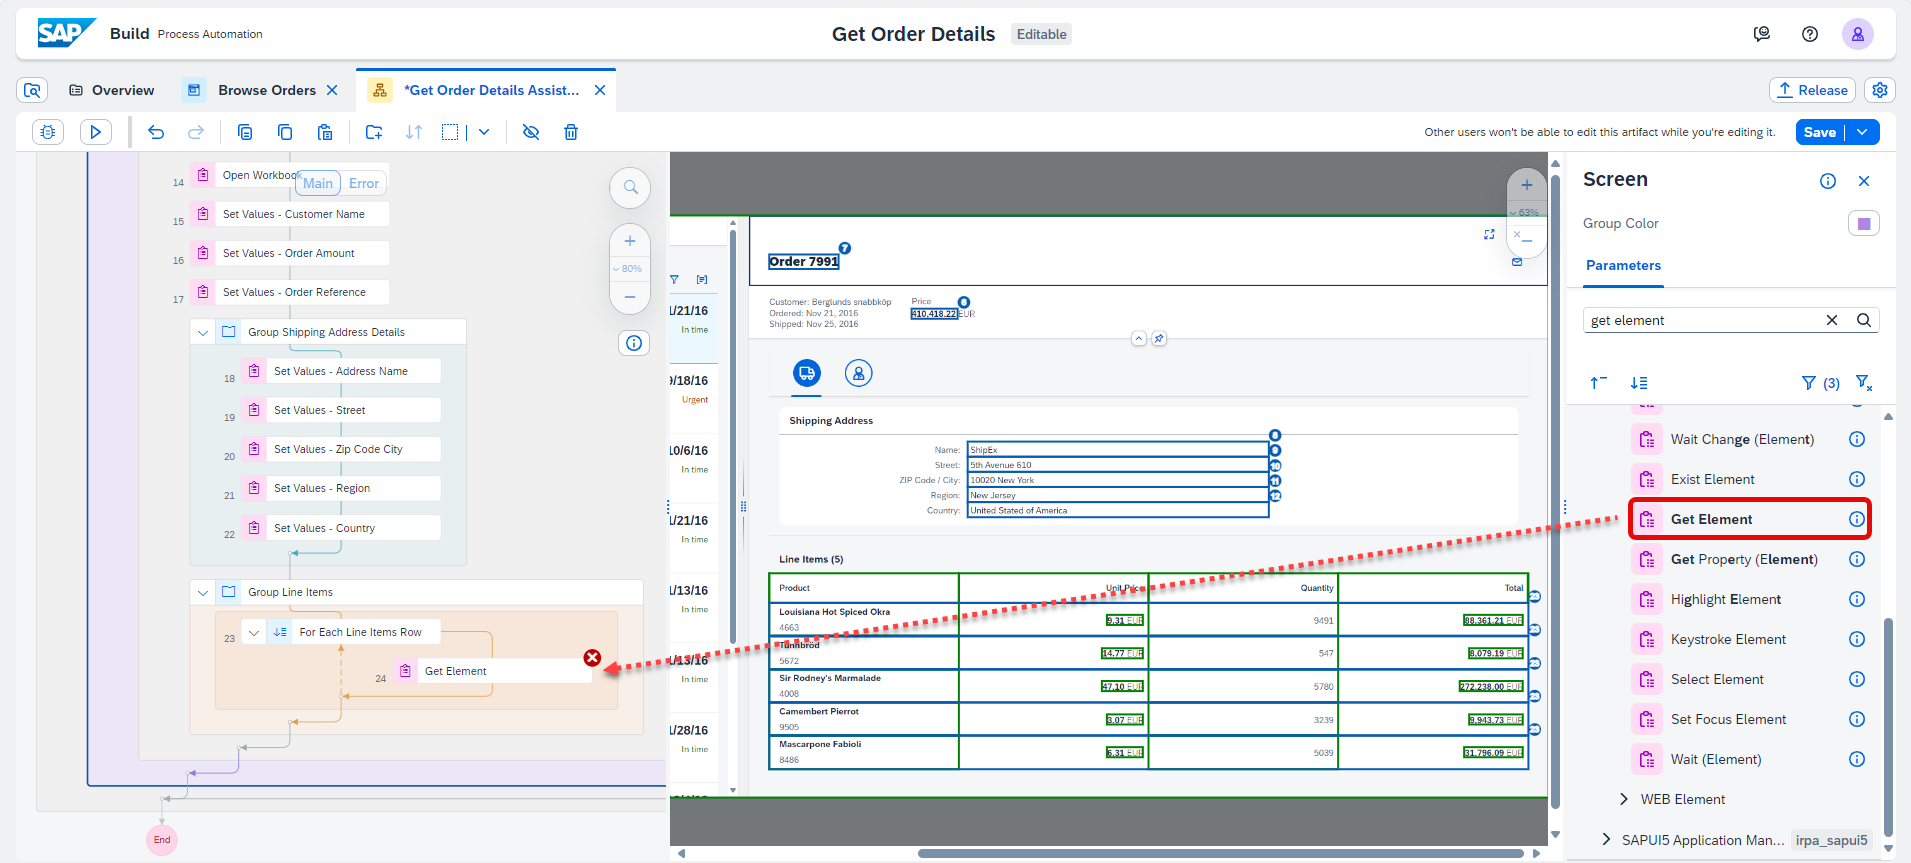 SAP Build Process Automation
Get Order Details Editable
Overview
Browse Orders
*Get Order Details Assist...
Release
Other users won't be able to edit this artifact while you're editing it.
Save
14 Open Workbook
Main Error
15 Set Values - Customer Name
16 Set Values - Order Amount
17 Set Values - Order Reference
Group Shipping Address Details
18 Set Values - Address Name
19 Set Values - Street
20 Set Values - Zip Code City
21 Set Values - Region
22 Set Values - Country
Group Line Items
23 For Each Line Items Row
24 Get Element
End
80%
1/21/16
In time
9/18/16
Urgent
10/6/16
In time
1/21/16
In time
1/13/16
In time
1/13/16
In time
1/28/16
In time
63%
Order 7991
7
Customer: Berglunds snabbköp
Ordered: Nov 21, 2016
Shipped: Nov 25, 2016
Price
410,418.22 EUR
Shipping Address
Name: ShipEx
Street: 5th Avenue 610
ZIP Code / City: 10020 New York
Region: New Jersey
Country: United Stated of America
8
9
10
11
12
Line Items (5)
Product Unit Price Quantity Total
Louisiana Hot Spiced Okra
4663 9.31 EUR 9491 88,361.21 EUR
Tunnbröd
5672 14.77 EUR 547 8,079.19 EUR
Sir Rodney's Marmalade
4008 47.10 EUR 5780 272,238.00 EUR
Camembert Pierrot
9505 3.07 EUR 3239 9,943.73 EUR
Mascarpone Fabioli
8486 6.31 EUR 5039 31,796.09 EUR
Screen
Group Color
Parameters
get element
(3)
Wait Change (Element)
Exist Element
Get Element
Get Property (Element)
Highlight Element
Keystroke Element
Select Element
Set Focus Element
Wait (Element)
WEB Element
SAPUI5 Application Man... irpa_sapui5